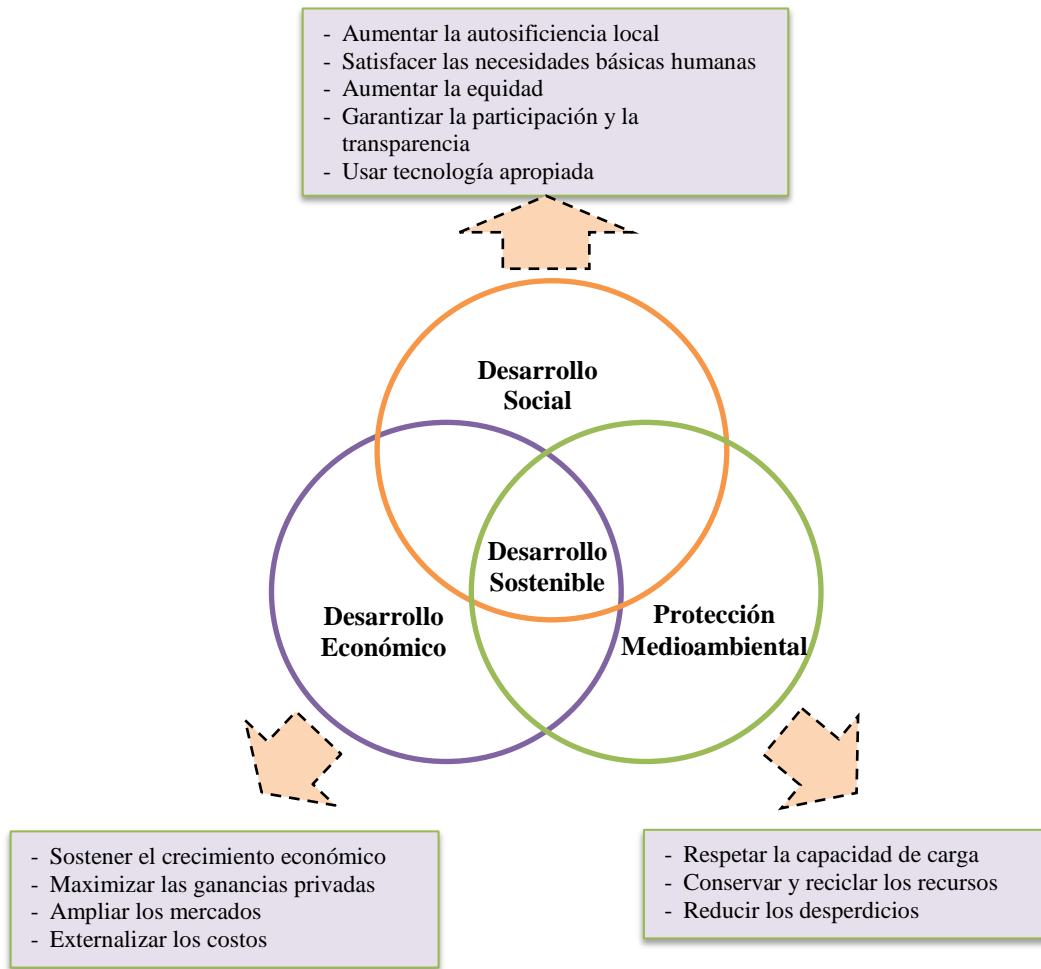 - Aumentar la autosificiencia local
- Satisfacer las necesidades básicas humanas
- Aumentar la equidad
- Garantizar la participación y la
transparencia
- Usar tecnología apropiada
Desarrollo
Social
Desarrollo
Sostenible
Desarrollo
Económico
Protección
Medioambiental
- Sostener el crecimiento económico
- Maximizar las ganancias privadas
- Ampliar los mercados
- Externalizar los costos
- Respetar la capacidad de carga
- Conservar y reciclar los recursos
- Reducir los desperdicios